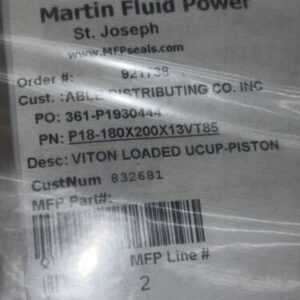 Martin Fluid Power
St. Joseph
www.MFPseals.com
Order #: 921738
Cust. :ABLE DISTRIBUTING CO. INC
PO: 361-P1930444
PN: P18-180X200X13VT85
Desc: VITON LOADED UCUP-PISTON
CustNum 832681
MFP Part#:
MFP Line #
2